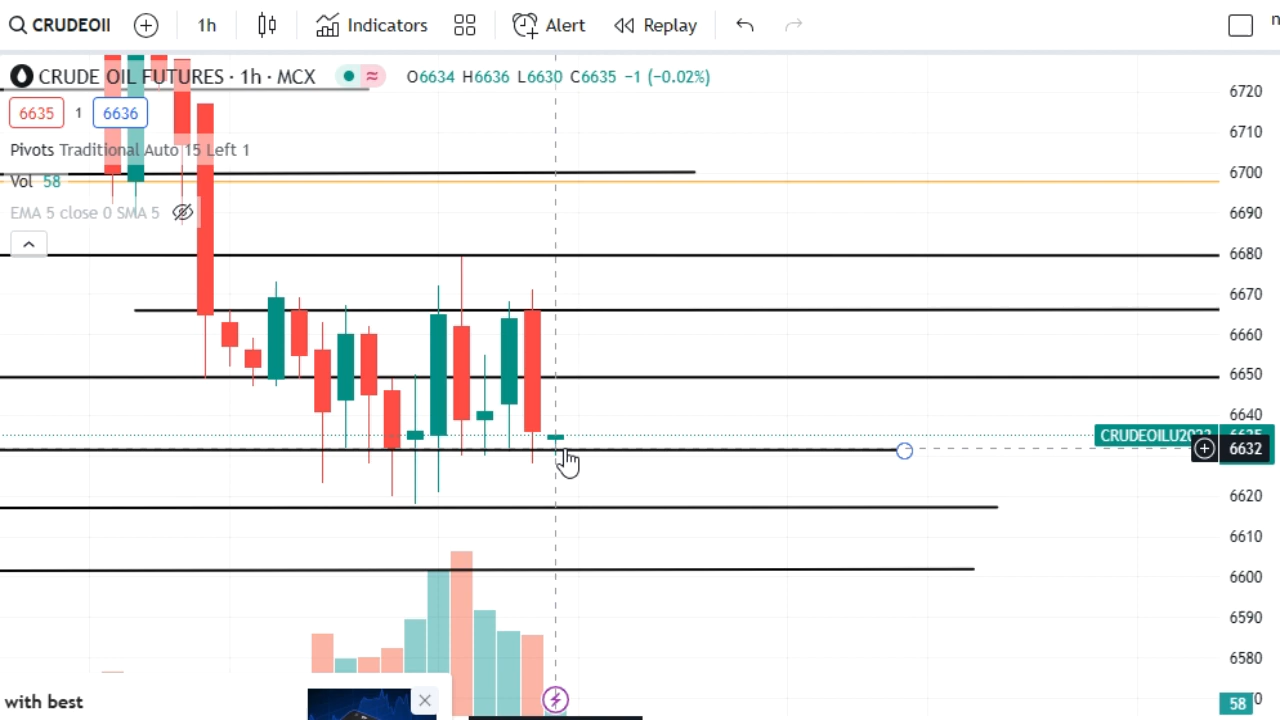 CRUDEOIl 1h Indicators Alert Replay
CRUDE OIL FUTURES · 1h · MCX O6634 H6636 L6630 C6635 −1 (−0.02%)
6635 1 6636
Pivots Traditional Auto 15 Left 1
Vol 58
EMA 5 close 0 SMA 5
6720
6710
6700
6690
6680
6670
6660
6650
6640
6632
6620
6610
6600
6590
6580
58
with best